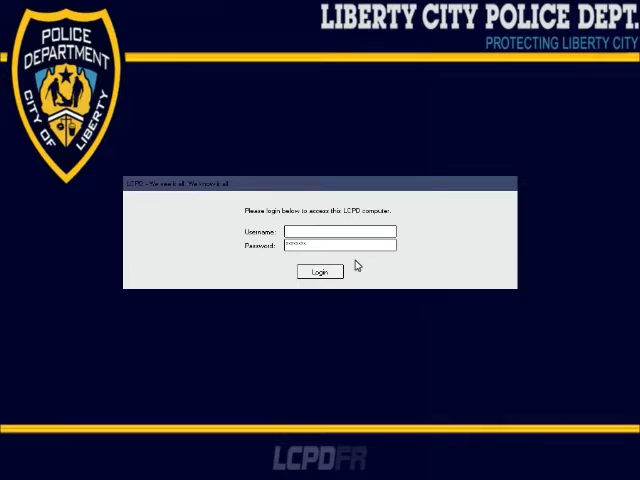 LIBERTY CITY POLICE DEPT.
PROTECTING LIBERTY CITY
POLICE
DEPARTMENT
CITY OF LIBERTY
LCPD - We see it all. We know it all.
Please login below to access this LCPD computer.
Username:
Password: *******
Login
LCPDFR